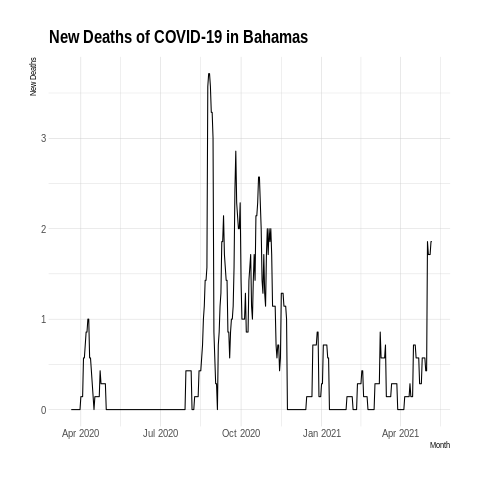 New Deaths of COVID-19 in Bahamas
New Deaths
3
2
1
0
Apr 2020 Jul 2020 Oct 2020 Jan 2021 Apr 2021
Month